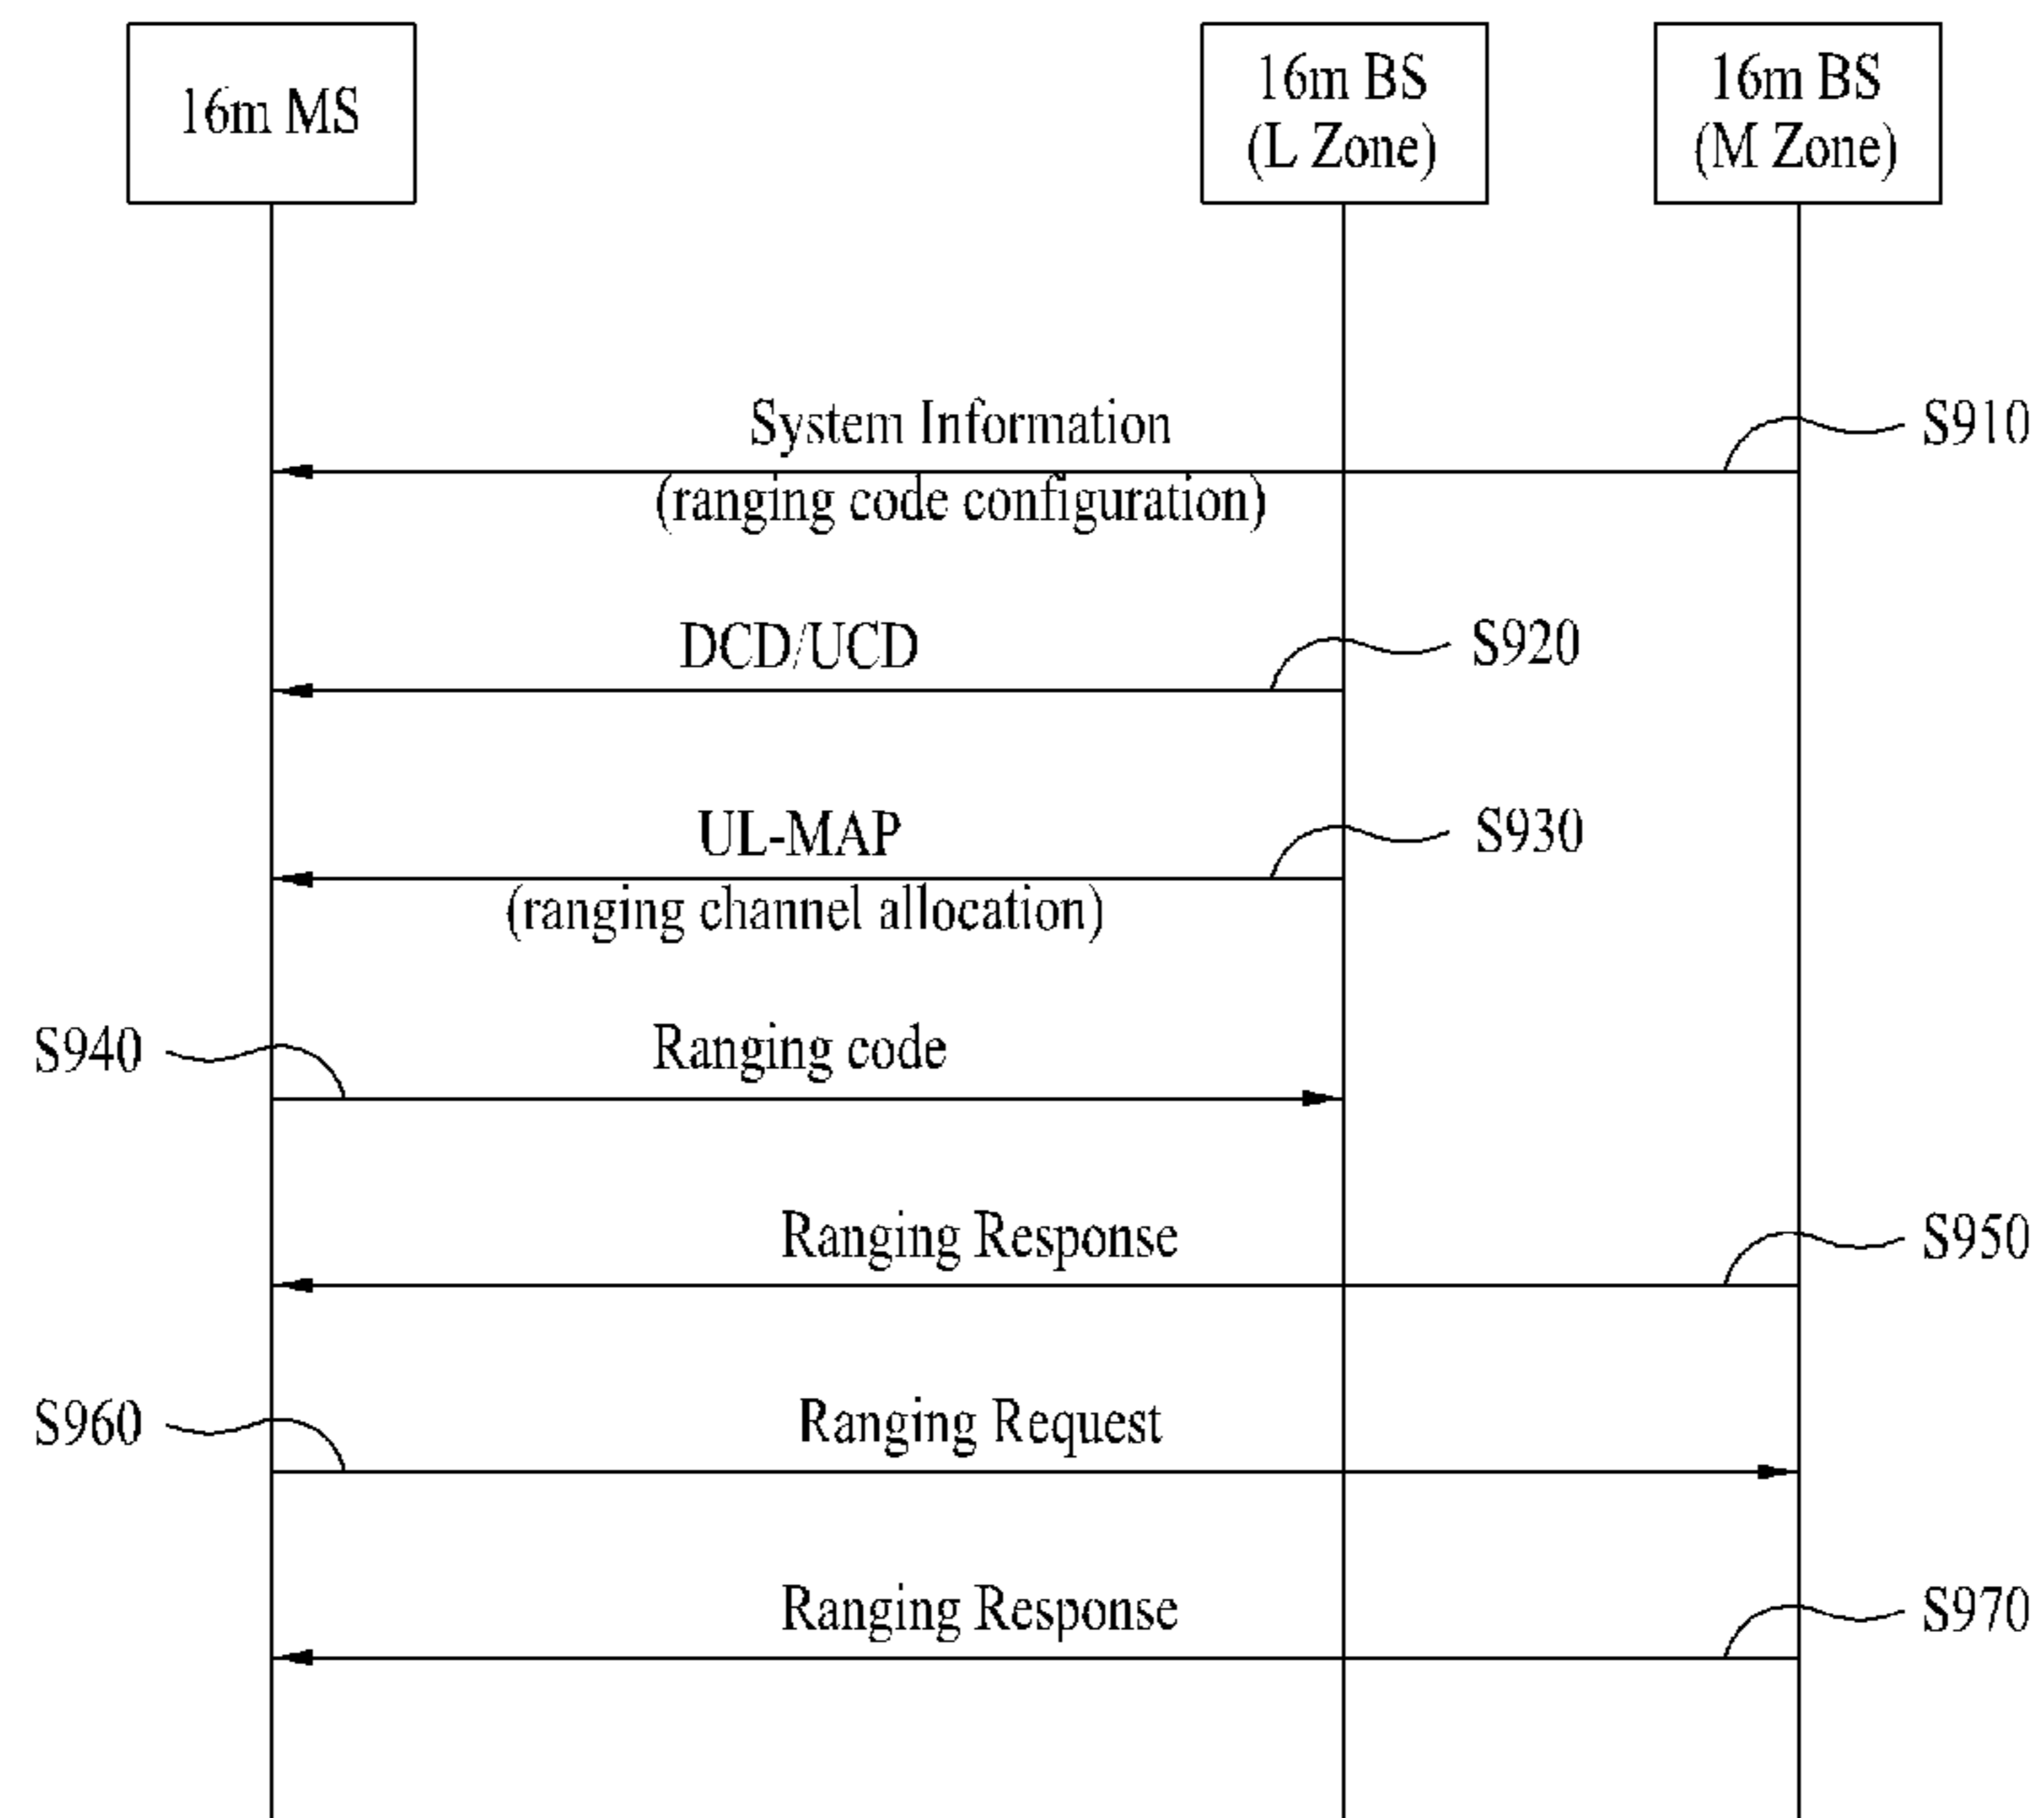 16m MS
16m BS
(L Zone)
16m BS
(M Zone)
System Information
S910
(ranging code configuration)
DCD/UCD
S920
UL-MAP
S930
(ranging channel allocation)
S940
Ranging code
Ranging Response
S950
S960
Ranging Request
Ranging Response
S970